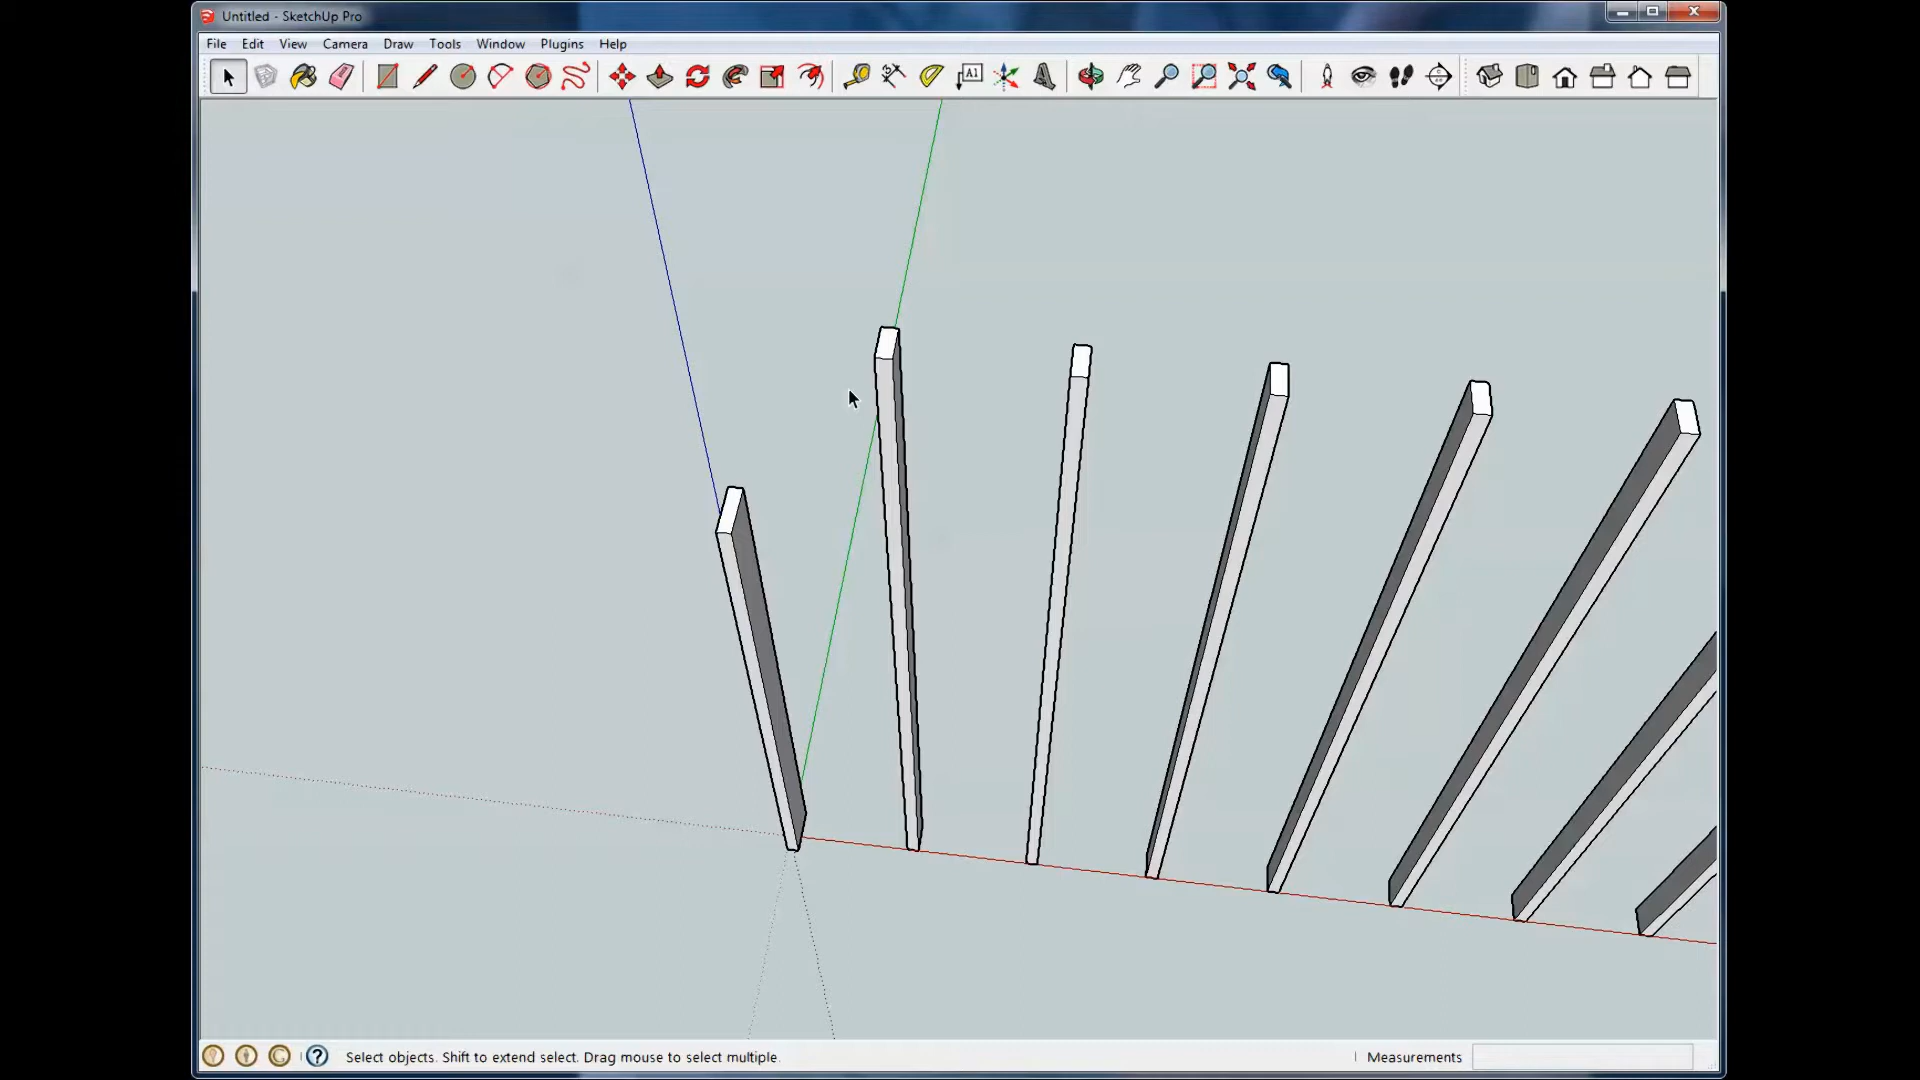 Untitled - SketchUp Pro
File Edit View Camera Draw Tools Window Plugins Help
A1
Select objects. Shift to extend select. Drag mouse to select multiple.
Measurements